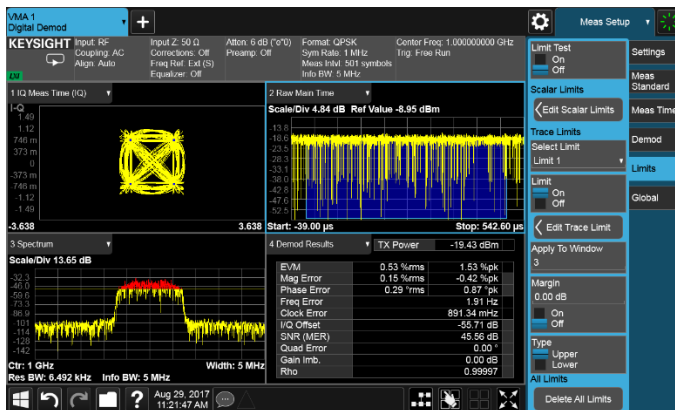 VMA 1
Digital Demod
Meas Setup
KEYSIGHT
Input: RF
Coupling: AC
Align: Auto
Input Z: 50 Ω
Corrections: Off
Freq Ref: Ext (S)
Equalizer: Off
Atten: 6 dB (°e°0)
Preamp: Off
Format: QPSK
Sym Rate: 1 MHz
Meas Intvl: 501 symbols
Info BW: 5 MHz
Center Freq: 1.000000000 GHz
Trig: Free Run
LXI
1 IQ Meas Time (IQ)
I-Q
1.49
1.12
746 m
373 m
0
-373 m
-746 m
-1.12
-1.49
-3.638
3.638
2 Raw Main Time
Scale/Div 4.84 dB Ref Value -8.95 dBm
-13.8
-18.6
-23.5
-28.3
-33.1
-38.0
-42.8
-47.6
-52.5
Start: -39.00 µs
Stop: 542.60 µs
3 Spectrum
Scale/Div 13.65 dB
-32.3
-46.0
-59.6
-73.3
-86.9
-101
-114
-128
-142
Ctr: 1 GHz
Width: 5 MHz
Res BW: 6.492 kHz Info BW: 5 MHz
4 Demod Results
TX Power
-19.43 dBm
EVM 0.53 %rms 1.53 %pk
Mag Error 0.15 %rms -0.42 %pk
Phase Error 0.29 °rms 0.87 °pk
Freq Error 1.91 Hz
Clock Error 891.34 mHz
I/Q Offset -55.71 dB
SNR (MER) 45.56 dB
Quad Error 0.00 °
Gain Imb. 0.00 dB
Rho 0.99997
Limit Test
On
Off
Scalar Limits
Edit Scalar Limits
Trace Limits
Select Limit
Limit 1
Limit
On
Off
Edit Trace Limit
Apply To Window
3
Margin
0.00 dB
On
Off
Type
Upper
Lower
All Limits
Delete All Limits
Settings
Meas
Standard
Meas Time
Demod
Limits
Global
?
Aug 29, 2017
11:21:47 AM